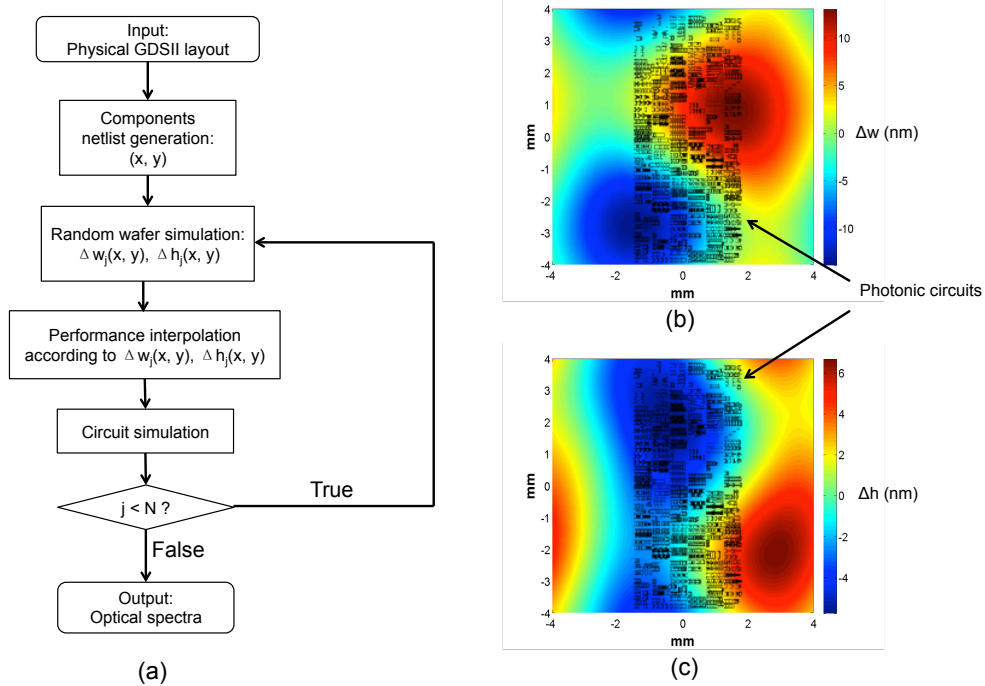 Input:
Physical GDSII layout
Components
netlist generation:
(x, y)
Random wafer simulation:
Δ wj(x, y), Δ hj(x, y)
Performance interpolation
according to Δ wj(x, y), Δ hj(x, y)
Circuit simulation
j < N ?
True
False
Output:
Optical spectra
(a)
4
3
2
1
0
-1
-2
-3
-4
mm
-4
-2
0
2
4
mm
10
5
0
-5
-10
Δw (nm)
(b)
Photonic circuits
4
3
2
1
0
-1
-2
-3
-4
mm
-4
-2
0
2
4
mm
6
4
2
0
-2
-4
Δh (nm)
(c)